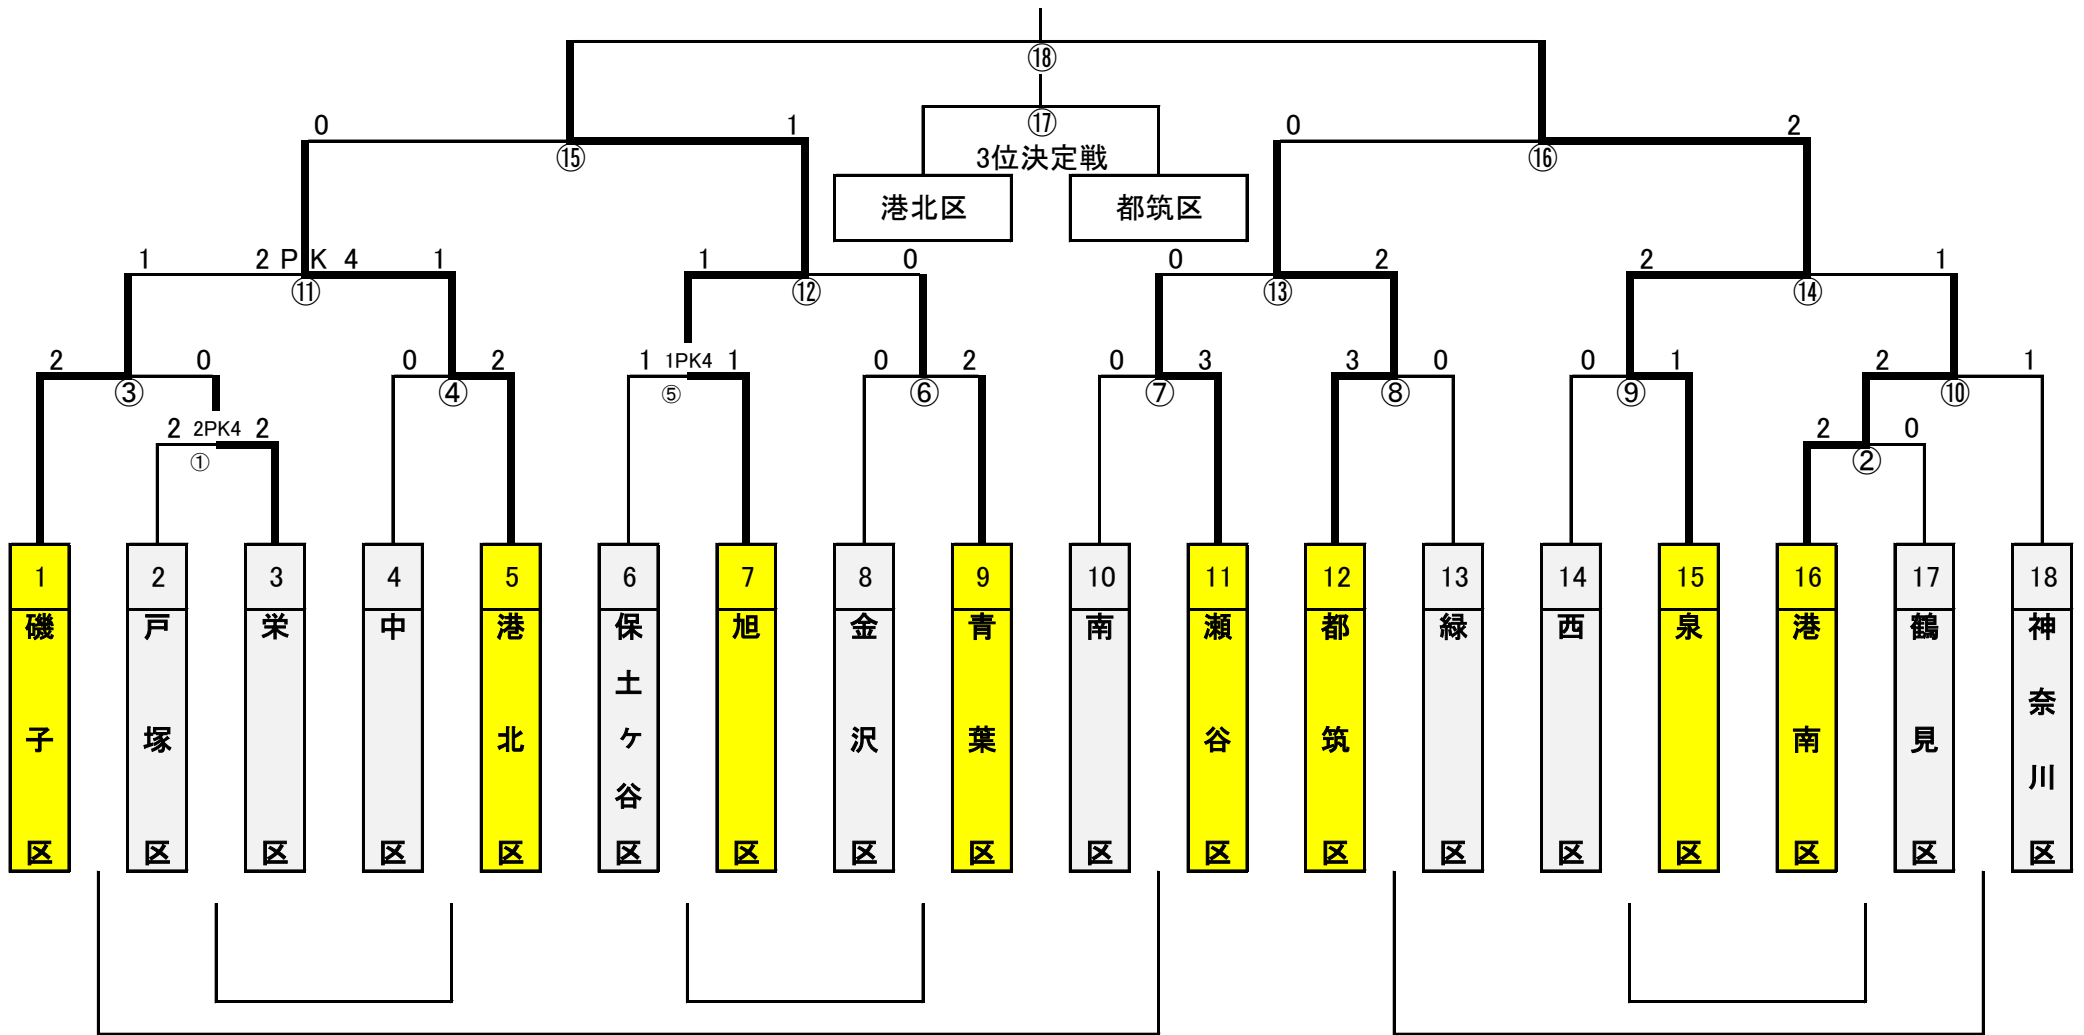 ⑱
0 1 ⑰ 0 2
⑮ 3位決定戦 ⑯
港北区 都筑区
1 2 PK 4 1 1 0 0 2 2 1
⑪ ⑫ ⑬ ⑭
2 0 0 2 1 1PK4 1 0 2 0 3 3 0 0 1 2 1
③ ④ ⑤ ⑥ ⑦ ⑧ ⑨ ⑩
2 2PK4 2 2 0
① ②
1 2 3 4 5 6 7 8 9 10 11 12 13 14 15 16 17 18
磯子区
戸塚区
栄区
中区
港北区
保土ケ谷区
旭区
金沢区
青葉区
南区
瀬谷区
都筑区
緑区
西区
泉区
港南区
鶴見区
神奈川区